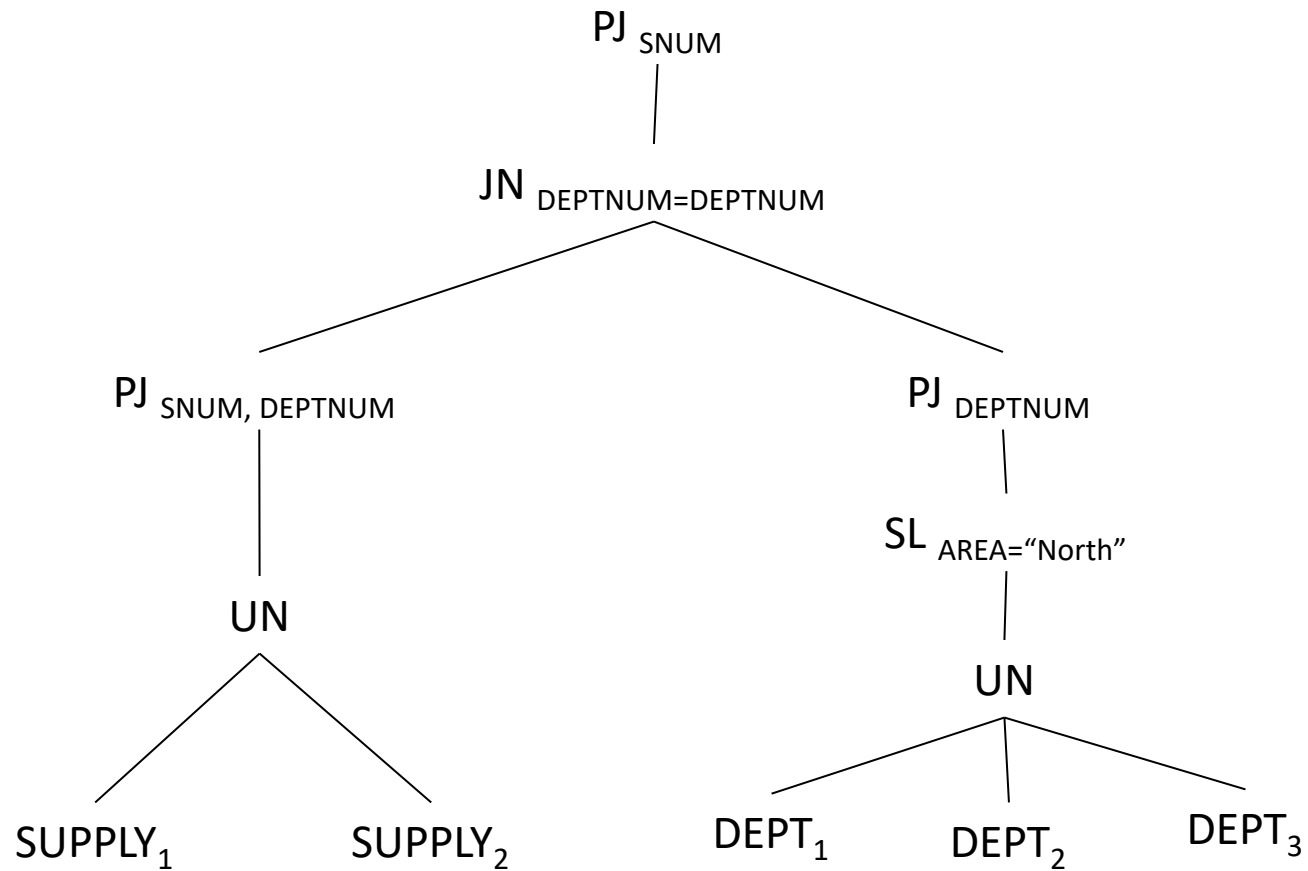 PJ SNUM
JN DEPTNUM=DEPTNUM
PJ SNUM, DEPTNUM
PJ DEPTNUM
SL AREA=“North”
UN
UN
SUPPLY1
SUPPLY2
DEPT1
DEPT2
DEPT3